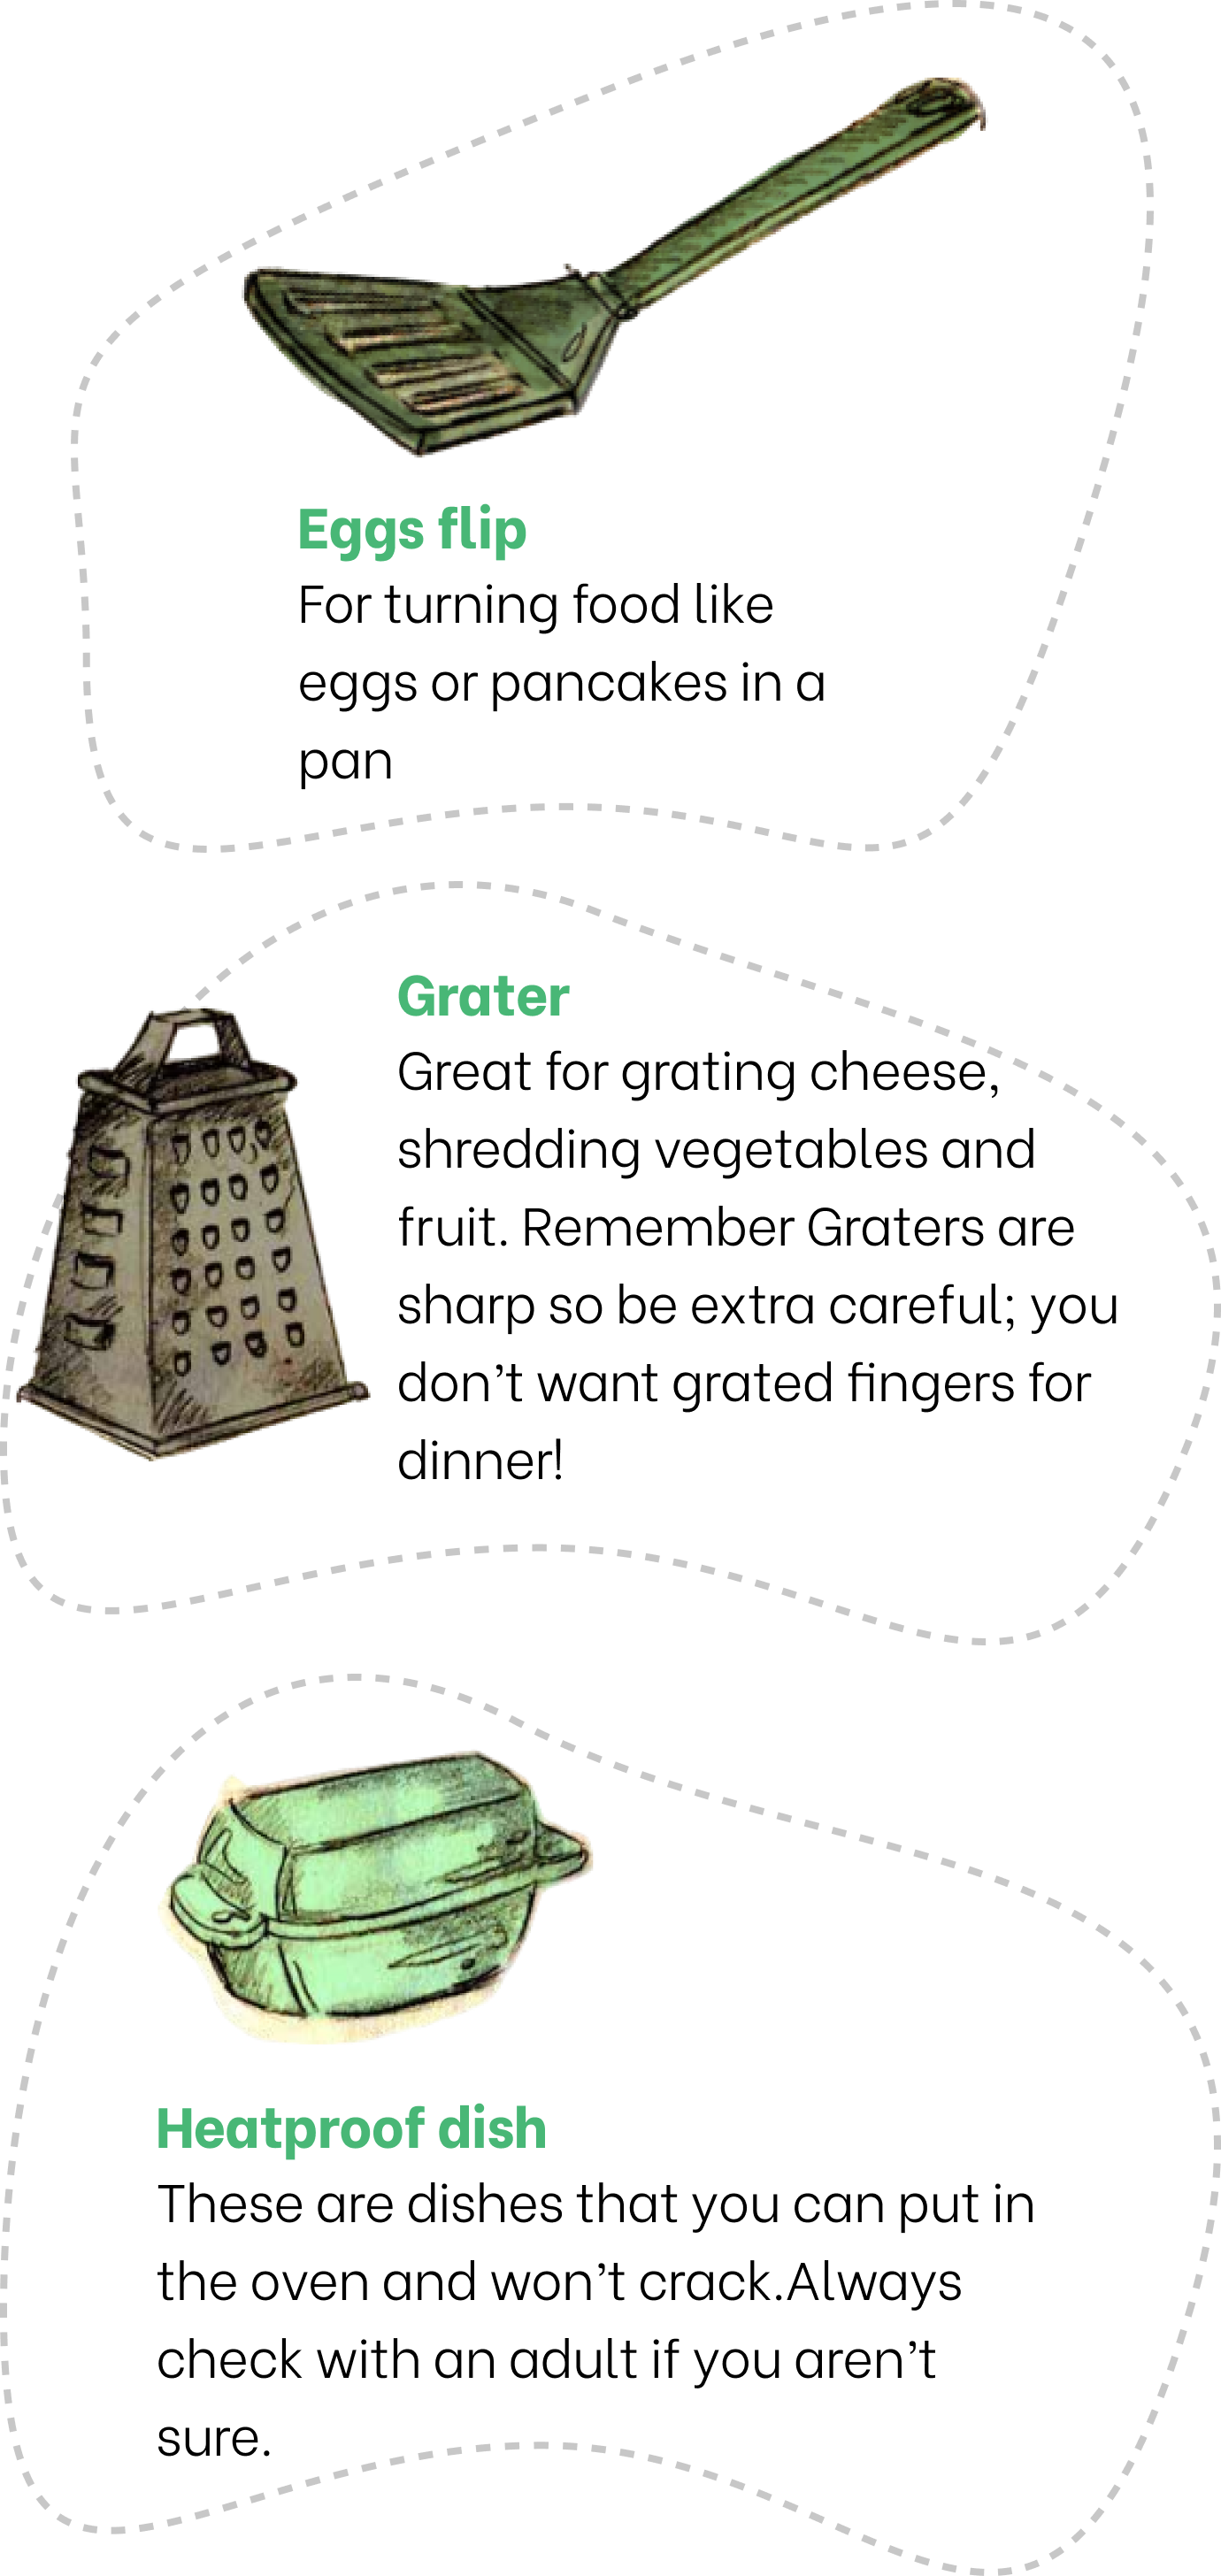 Eggs flip
For turning food like
eggs or pancakes in a
pan
Grater
Great for grating cheese,
shredding vegetables and
fruit. Remember Graters are
sharp so be extra careful; you
don’t want grated fingers for
dinner!
Heatproof dish
These are dishes that you can put in
the oven and won’t crack.Always
check with an adult if you aren’t
sure.